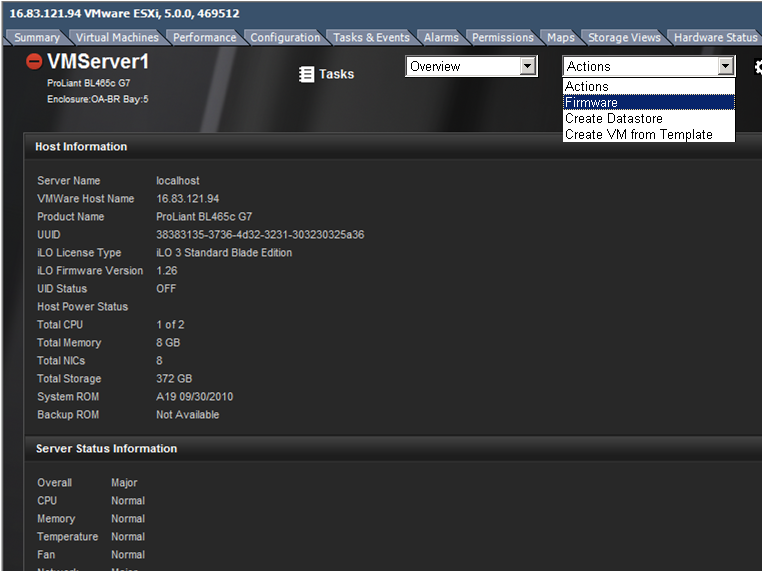 16.83.121.94 VMware ESXi, 5.0.0, 469512
Summary Virtual Machines Performance Configuration Tasks & Events Alarms Permissions Maps Storage Views Hardware Status
VMServer1
ProLiant BL465c G7
Enclosure:OA-BR Bay:5
Tasks
Overview
Actions
Actions
Firmware
Create Datastore
Create VM from Template
Host Information
Server Name localhost
VMWare Host Name 16.83.121.94
Product Name ProLiant BL465c G7
UUID 38383135-3736-4d32-3231-303230325a36
iLO License Type iLO 3 Standard Blade Edition
iLO Firmware Version 1.26
UID Status OFF
Host Power Status
Total CPU 1 of 2
Total Memory 8 GB
Total NICs 8
Total Storage 372 GB
System ROM A19 09/30/2010
Backup ROM Not Available
Server Status Information
Overall Major
CPU Normal
Memory Normal
Temperature Normal
Fan Normal
Network Major